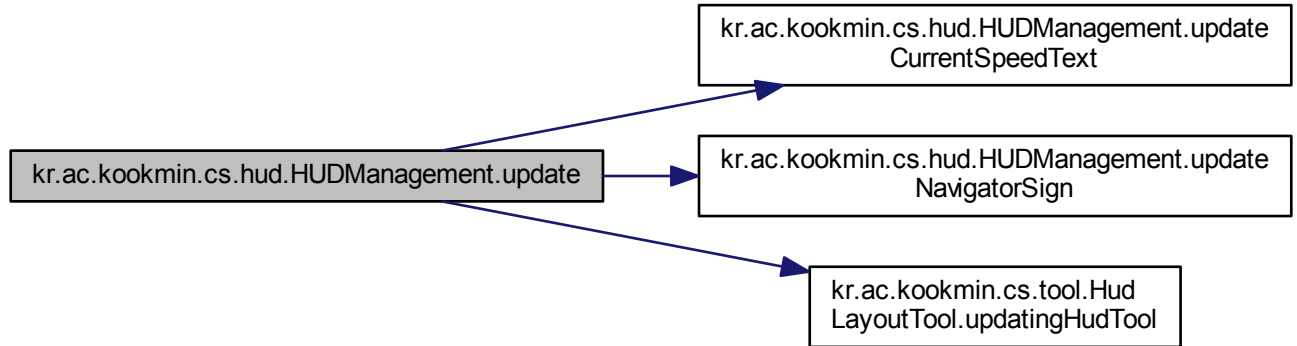 kr.ac.kookmin.cs.hud.HUDManagement.update
CurrentSpeedText
kr.ac.kookmin.cs.hud.HUDManagement.update
kr.ac.kookmin.cs.hud.HUDManagement.update
NavigatorSign
kr.ac.kookmin.cs.tool.Hud
LayoutTool.updatingHudTool